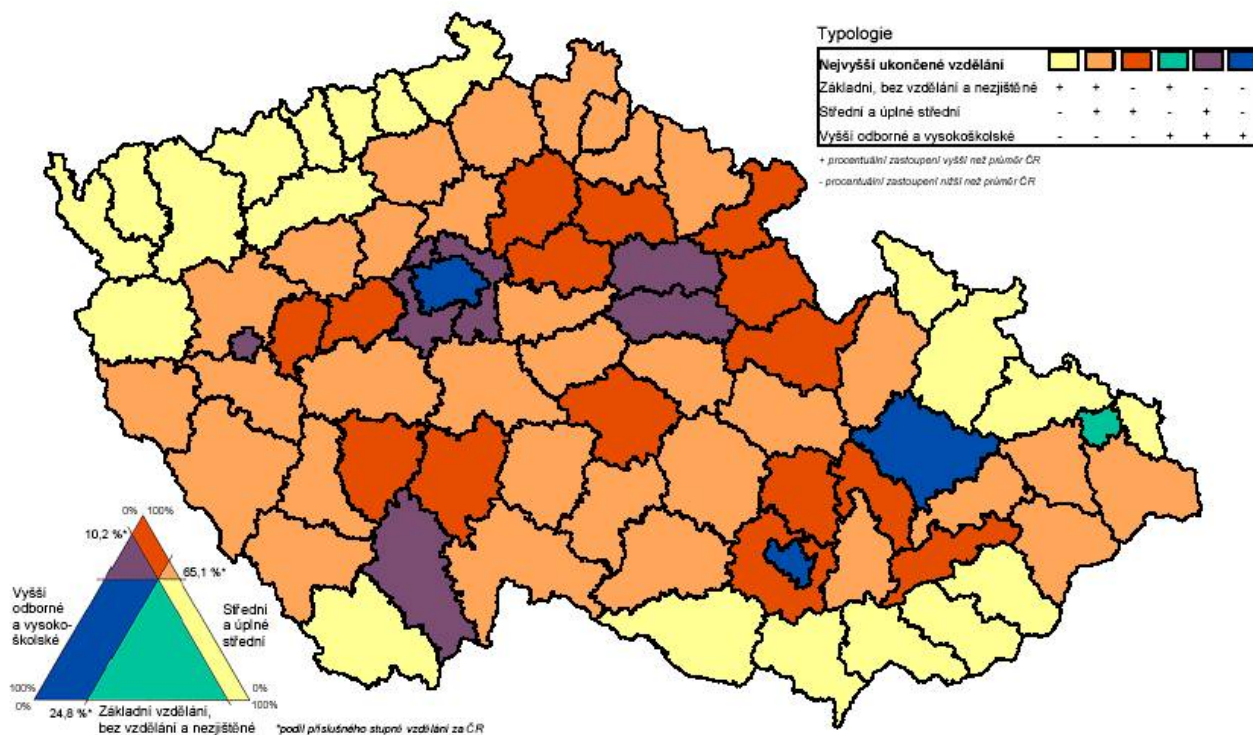 Typologie
Nejvyšší ukončené vzdělání
Základní, bez vzdělání a nezjištěné + + - + - -
Střední a úplné střední - + + - + -
Vyšší odborné a vysokoškolské - - - + + +
+ procentuální zastoupení vyšší než průměr ČR
- procentuální zastoupení nižší než průměr ČR
0% 100%
10,2 %*
65,1 %*
Vyšší
odborné
a vysoko-
školské
Střední
a úplné
střední
100%
0%
0%
100%
24,8 %*
Základní vzdělání,
bez vzdělání a nezjištěné
*podíl příslušného stupně vzdělání za ČR